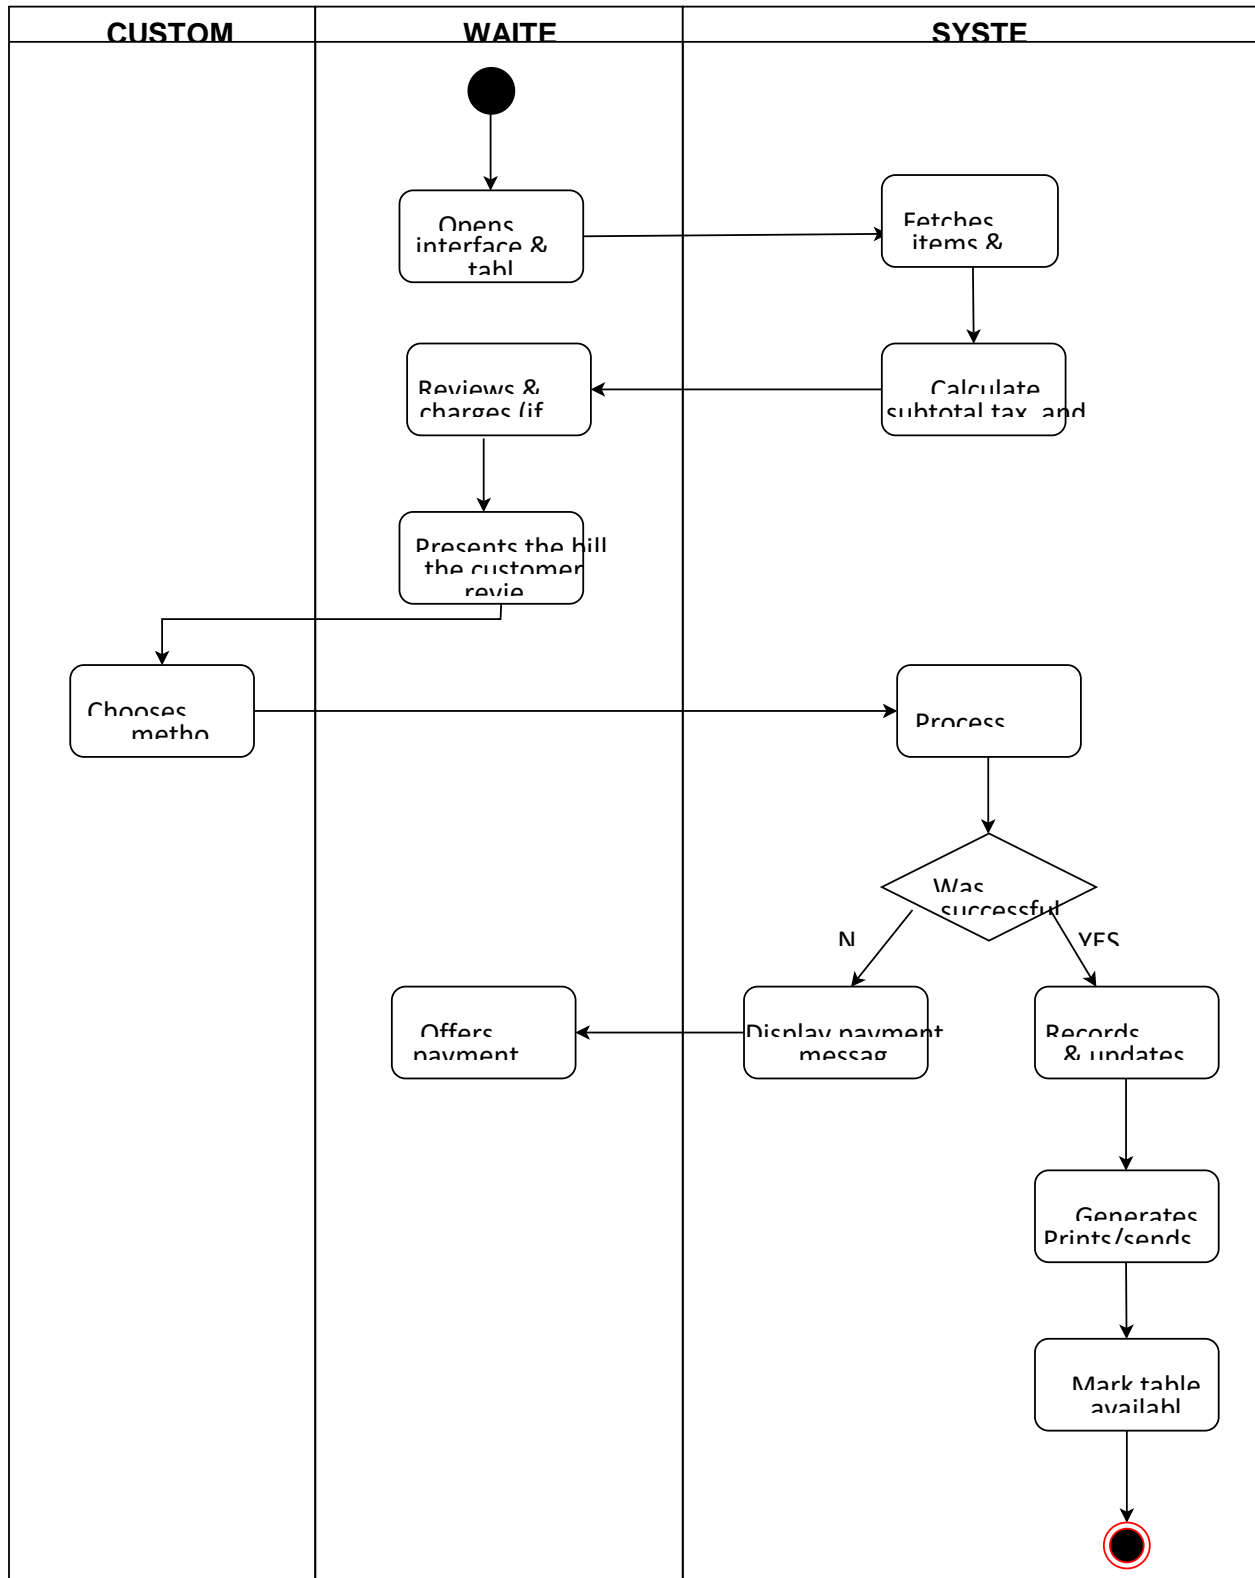 CUSTOM
WAITE
SYSTE
Opens
interface &
tabl
Fetches
items &
Reviews &
charges (if
Calculate
subtotal tax, and
Presents the bill
the customer
revie
Chooses
metho
Process
Was
successful
N
YES
Offers
payment
Display payment
messag
Records
& updates
Generates
Prints/sends
Mark table
availabl